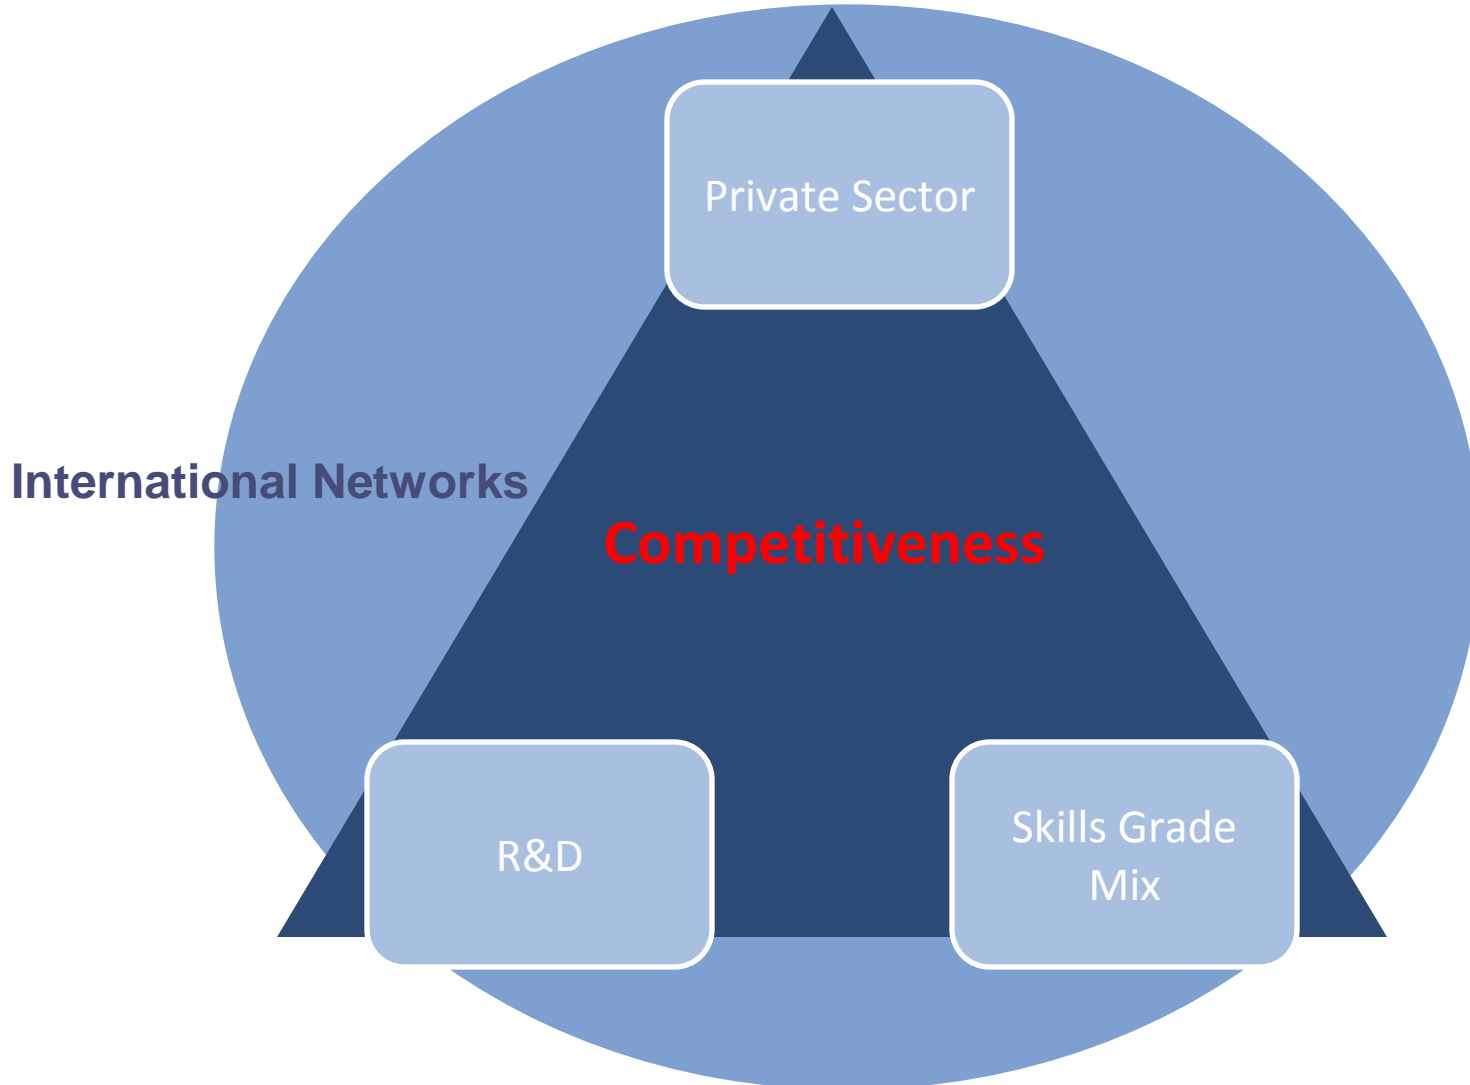 Private Sector
International Networks
Competitiveness
R&D
Skills Grade
Mix